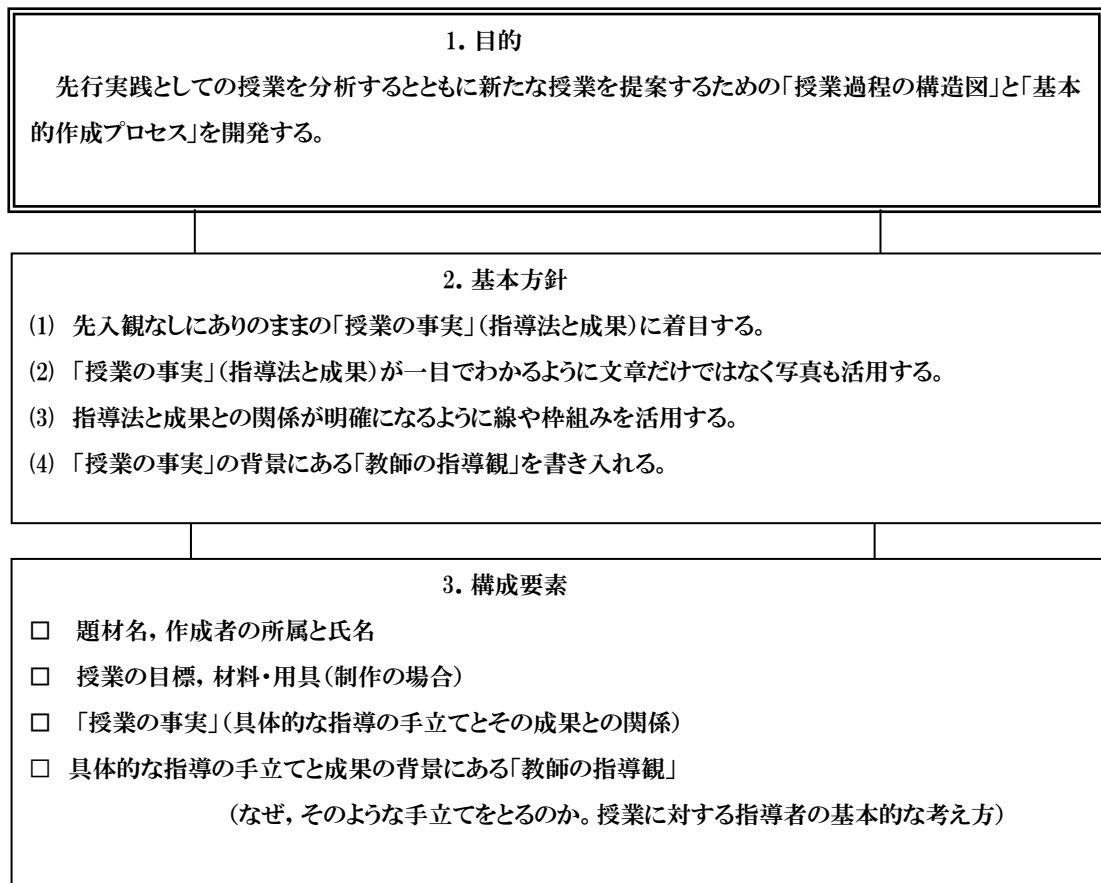 1. 目的
先行実践としての授業を分析するとともに新たな授業を提案するための「授業過程の構造図」と「基本
的作成プロセス」を開発する。
2. 基本方針
(1) 先入観なしにありのままの「授業の事実」(指導法と成果)に着目する。
(2) 「授業の事実」(指導法と成果)が一目でわかるように文章だけではなく写真も活用する。
(3) 指導法と成果との関係が明確になるように線や枠組みを活用する。
(4) 「授業の事実」の背景にある「教師の指導観」を書き入れる。
3. 構成要素
□ 題材名, 作成者の所属と氏名
□ 授業の目標, 材料・用具(制作の場合)
□ 「授業の事実」(具体的な指導の手立てとその成果との関係)
□ 具体的な指導の手立てと成果の背景にある「教師の指導観」
(なぜ, そのような手立てをとるのか。授業に対する指導者の基本的な考え方)